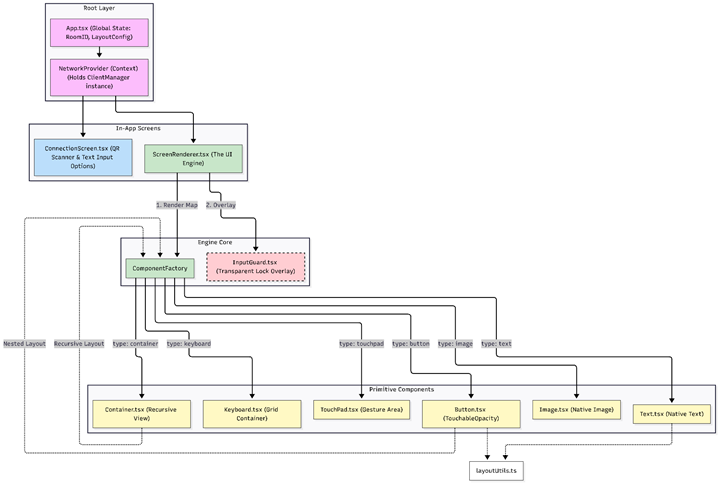 Root Layer
App.tsx (Global State:
RoomID, LayoutConfig)
NetworkProvider (Context)
(Holds ClientManager
instance)
In-App Screens
ConnectionScreen.tsx (QR
Scanner & Text Input
Options)
ScreenRenderer.tsx (The UI
Engine)
1. Render Map
2. Overlay
Engine Core
ComponentFactory
InputGuard.tsx
(Transparent Lock Overlay)
Nested Layout
Recursive Layout
type: container
type: keyboard
type: touchpad
type: button
type: image
type: text
Primitive Components
Container.tsx (Recursive
View)
Keyboard.tsx (Grid
Container)
TouchPad.tsx (Gesture Area)
Button.tsx
(TouchableOpacity)
Image.tsx (Native Image)
Text.tsx (Native Text)
layoutUtils.ts